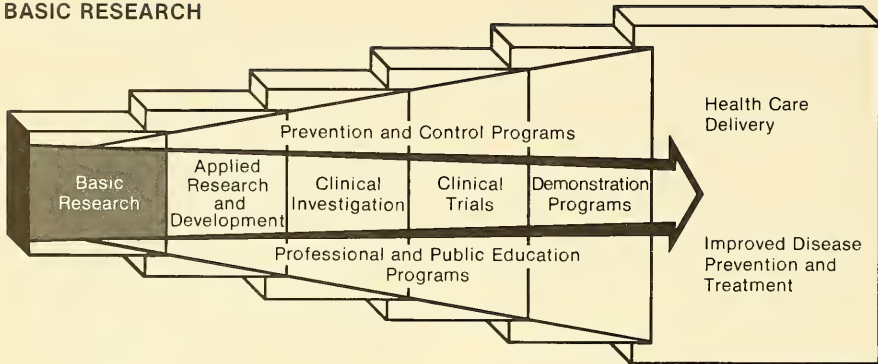 BASIC RESEARCH
Prevention and Control Programs
Basic
Research
Applied
Research
and
Development
Clinical
Investigation
Clinical
Trials
Demonstration
Programs
Professional and Public Education
Programs
Health Care
Delivery
Improved Disease
Prevention and
Treatment